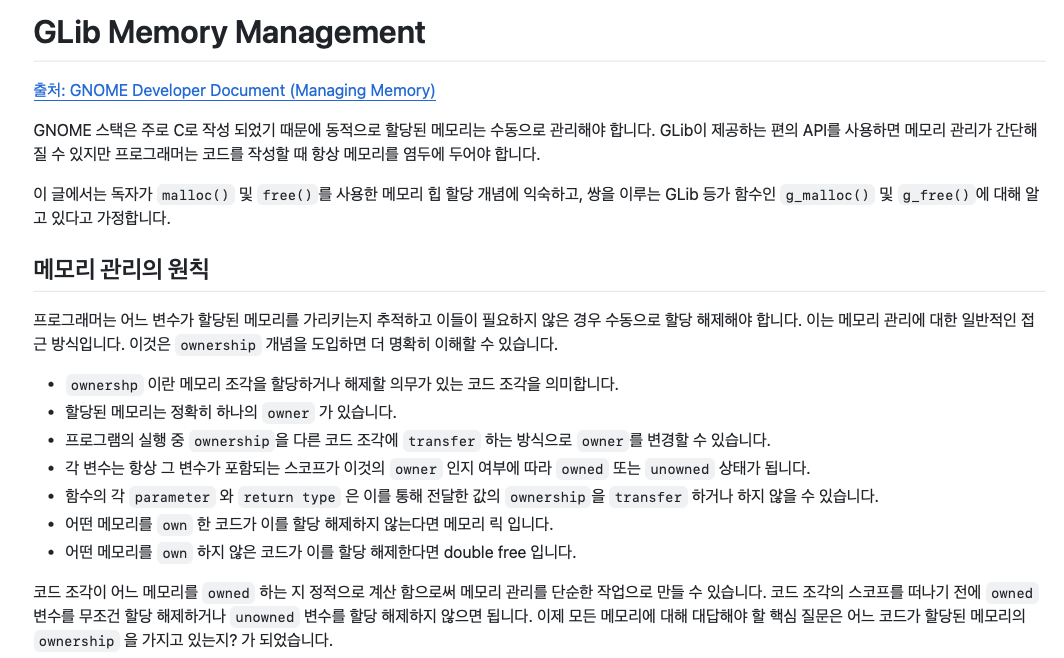 GLib Memory Management
출처: GNOME Developer Document (Managing Memory)
GNOME 스택은 주로 C로 작성 되었기 때문에 동적으로 할당된 메모리는 수동으로 관리해야 합니다. GLib이 제공하는 편의 API를 사용하면 메모리 관리가 간단해
질 수 있지만 프로그래머는 코드를 작성할 때 항상 메모리를 염두에 두어야 합니다.
이 글에서는 독자가 malloc() 및 free() 를 사용한 메모리 힙 할당 개념에 익숙하고, 쌍을 이루는 GLib 등가 함수인 g_malloc() 및 g_free() 에 대해 알
고 있다고 가정합니다.
메모리 관리의 원칙
프로그래머는 어느 변수가 할당된 메모리를 가리키는지 추적하고 이들이 필요하지 않은 경우 수동으로 할당 해제해야 합니다. 이는 메모리 관리에 대한 일반적인 접
근 방식입니다. 이것은 ownership 개념을 도입하면 더 명확히 이해할 수 있습니다.
• ownershp 이란 메모리 조각을 할당하거나 해제할 의무가 있는 코드 조각을 의미합니다.
• 할당된 메모리는 정확히 하나의 owner 가 있습니다.
• 프로그램의 실행 중 ownership 을 다른 코드 조각에 transfer 하는 방식으로 owner 를 변경할 수 있습니다.
• 각 변수는 항상 그 변수가 포함되는 스코프가 이것의 owner 인지 여부에 따라 owned 또는 unowned 상태가 됩니다.
• 함수의 각 parameter 와 return type 은 이를 통해 전달한 값의 ownership 을 transfer 하거나 하지 않을 수 있습니다.
• 어떤 메모리를 own 한 코드가 이를 할당 해제하지 않는다면 메모리 릭 입니다.
• 어떤 메모리를 own 하지 않은 코드가 이를 할당 해제한다면 double free 입니다.
코드 조각이 어느 메모리를 owned 하는 지 정적으로 계산 함으로써 메모리 관리를 단순한 작업으로 만들 수 있습니다. 코드 조각의 스코프를 떠나기 전에 owned
변수를 무조건 할당 해제하거나 unowned 변수를 할당 해제하지 않으면 됩니다. 이제 모든 메모리에 대해 대답해야 할 핵심 질문은 어느 코드가 할당된 메모리의
ownership 을 가지고 있는지? 가 되었습니다.